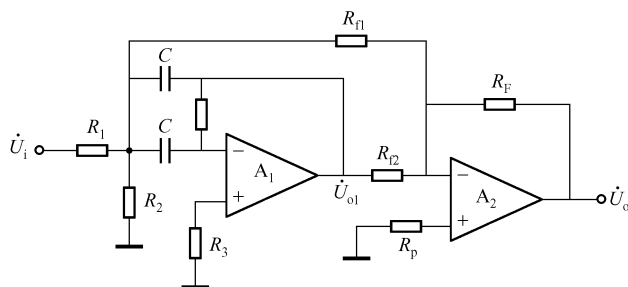 R_f1
C
R_F
R_1
C
U̇_i
A_1
R_f2
U̇_o1
A_2
U̇_o
R_2
R_3
R_p
−
+
−
+